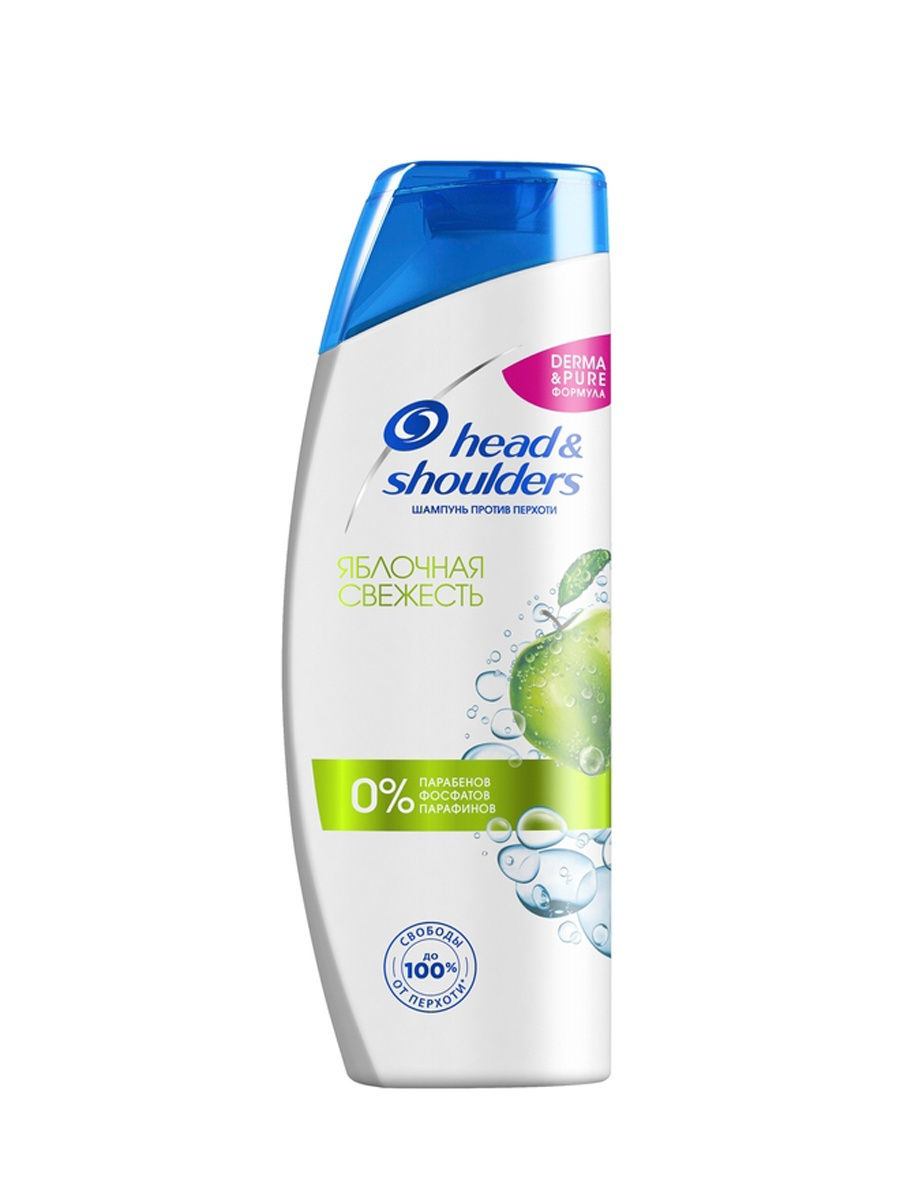 DERMA
&PURE
ФОРМУЛА
head&
shoulders
ШАМПУНЬ ПРОТИВ ПЕРХОТИ
ЯБЛОЧНАЯ
СВЕЖЕСТЬ
0%
ПАРАБЕНОВ
ФОСФАТОВ
ПАРАФИНОВ
СВОБОДЫ
ДО
100%
ОТ ПЕРХОТИ*